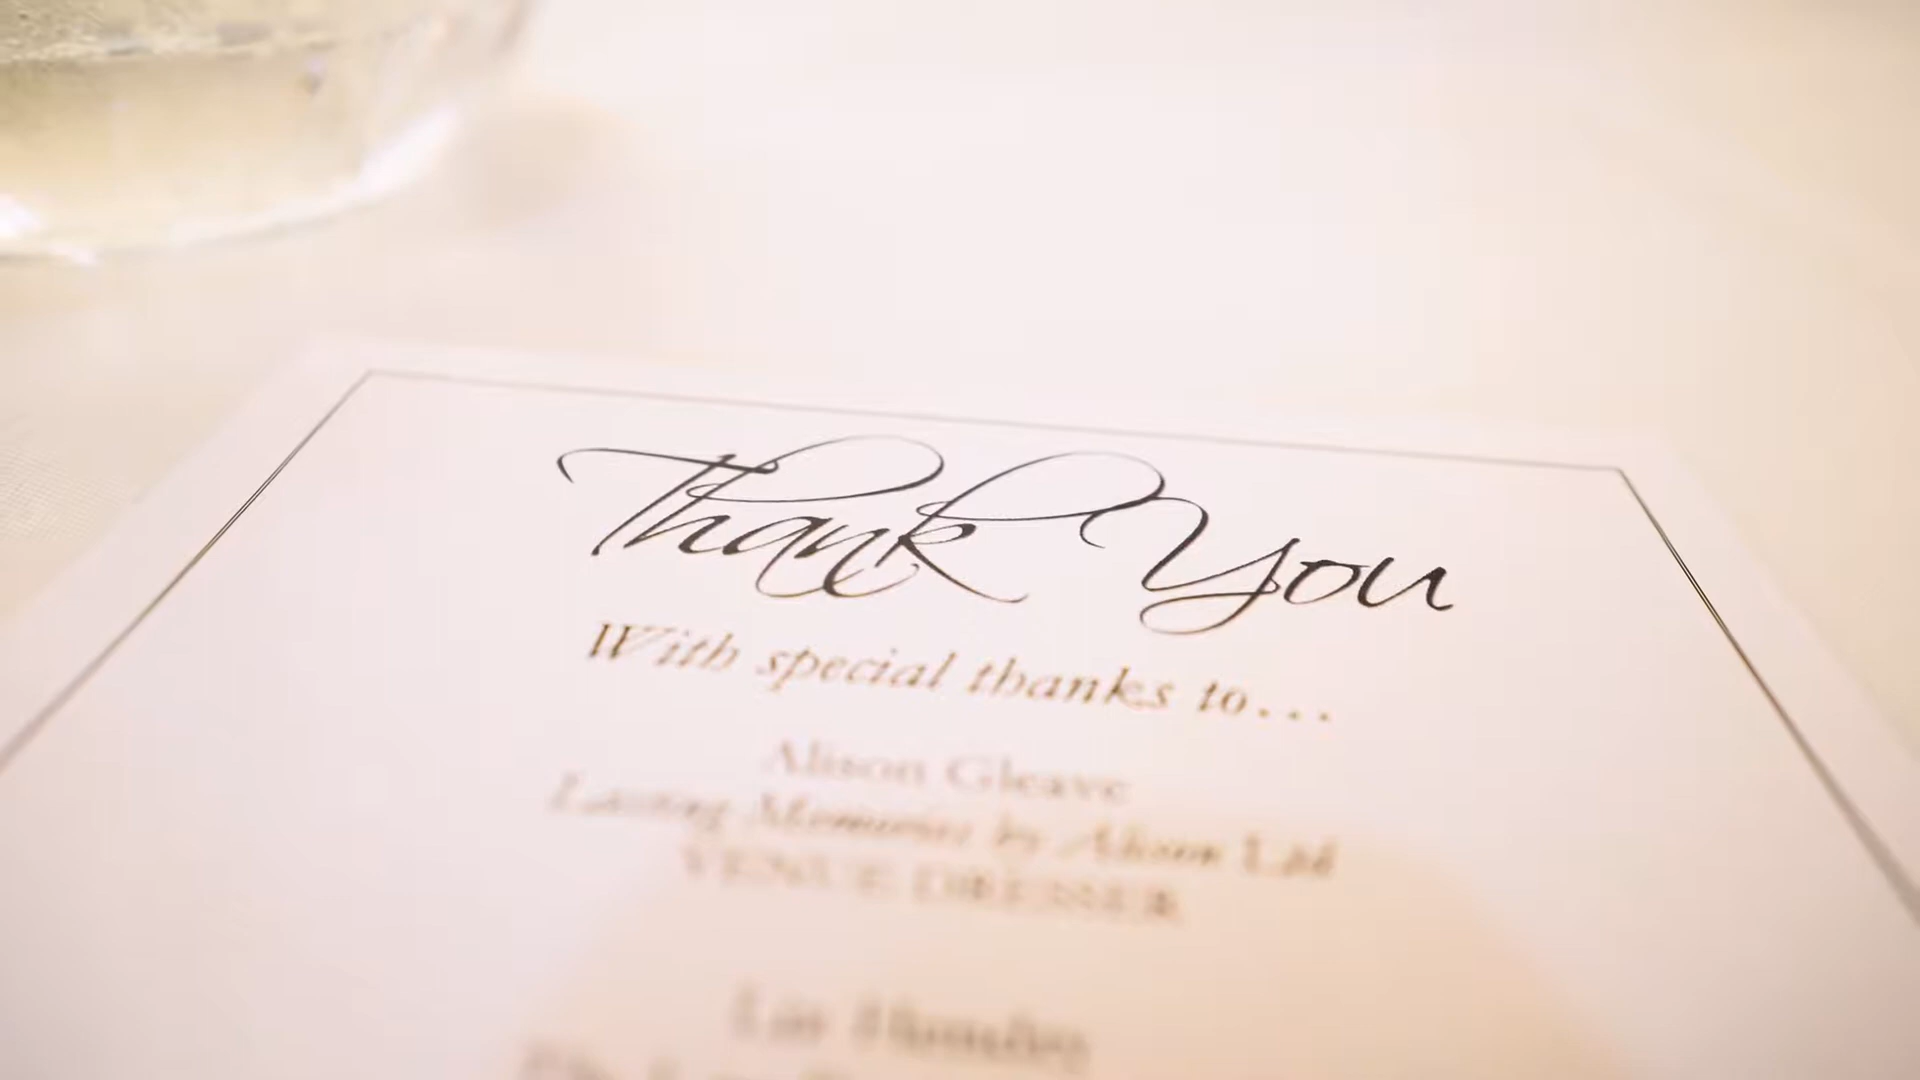 Thank You
With special thanks to...
Alison Gleave
Lasting Memories by Alison Ltd
VENUE DRESSER